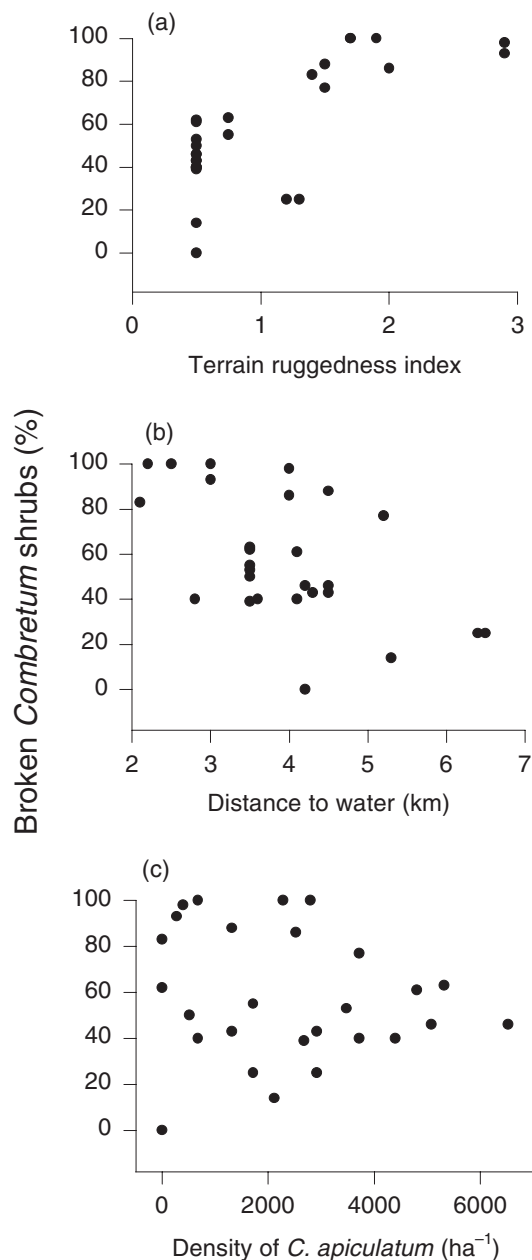 (a)
100
80
60
40
20
0
0 1 2 3
Terrain ruggedness index
Broken Combretum shrubs (%)
(b)
100
80
60
40
20
0
2 3 4 5 6 7
Distance to water (km)
(c)
100
80
60
40
20
0
0 2000 4000 6000
Density of C. apiculatum (ha⁻¹)